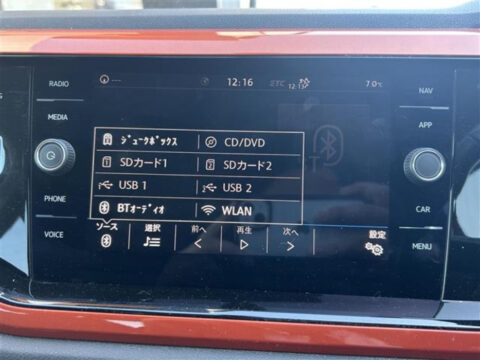 RADIO
MEDIA
PHONE
VOICE
12:16
ETC 12:13
7.0
ｼﾞｭｰｸﾎﾞｯｸｽ
CD/DVD
SDカード1
SDカード2
USB 1
USB 2
BTｵｰﾃﾞｨｵ
WLAN
ソース
選択
前へ
再生
次へ
設定
NAV
APP
CAR
MENU